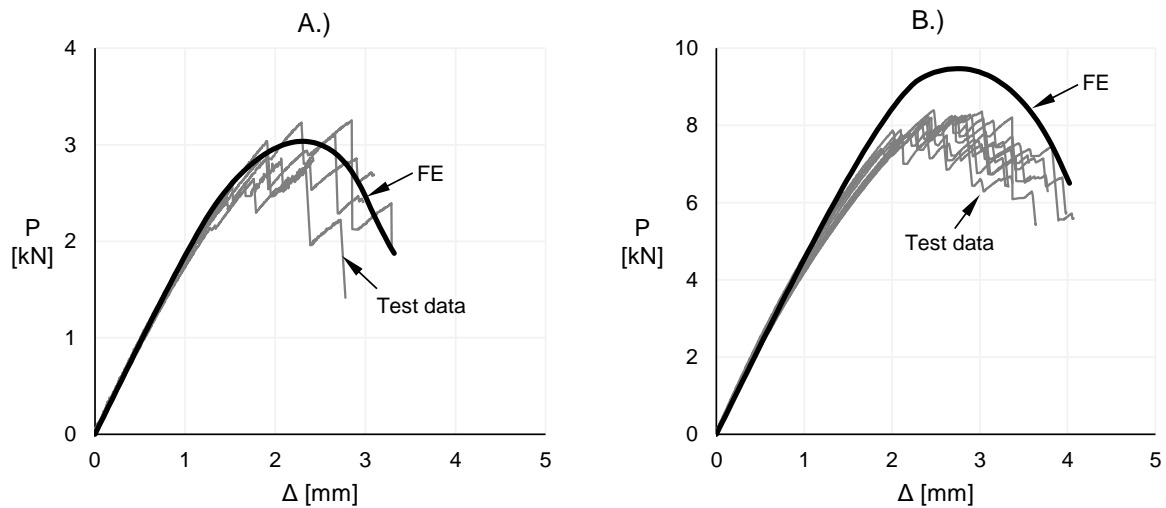 A.)
4
3
2
1
0
P
[kN]
FE
Test data
0 1 2 3 4 5
Δ [mm]
B.)
10
8
6
4
2
0
P
[kN]
FE
Test data
0 1 2 3 4 5
Δ [mm]